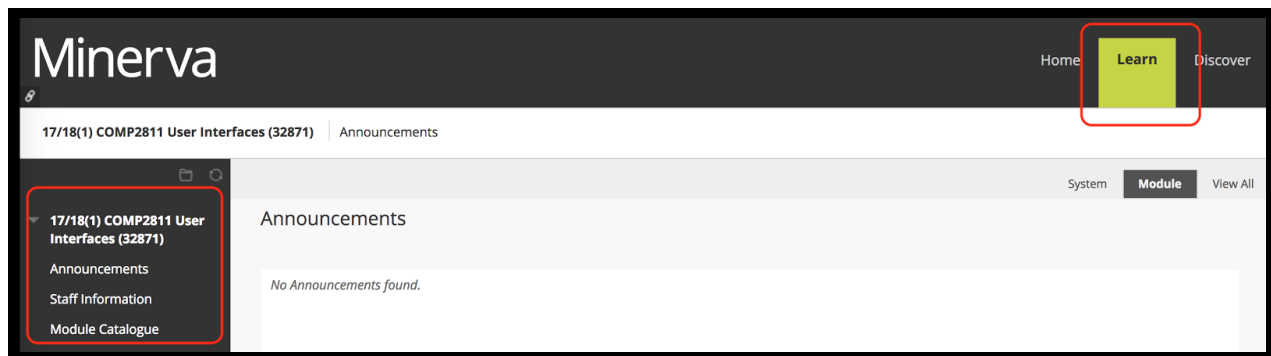 Minerva
Home Learn Discover
17/18(1) COMP2811 User Interfaces (32871) Announcements
System Module View All
17/18(1) COMP2811 User
Interfaces (32871)
Announcements
Staff Information
Module Catalogue
Announcements
No Announcements found.